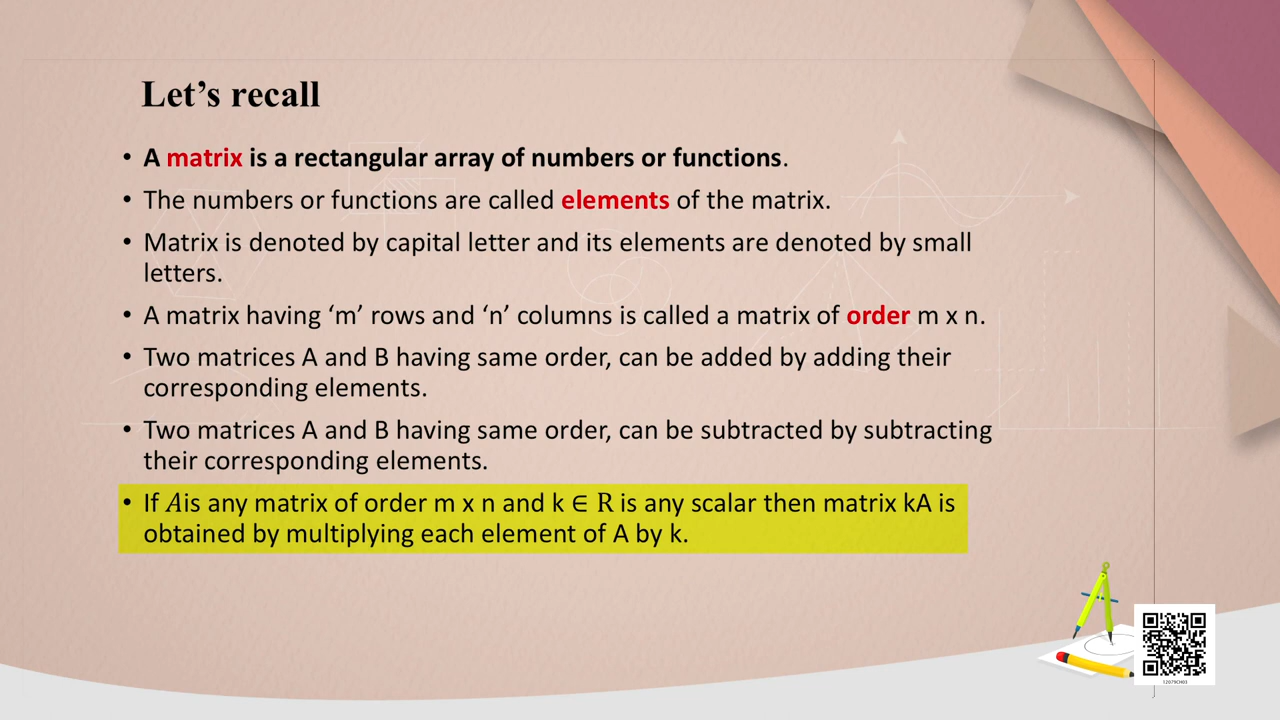 Let’s recall
• A matrix is a rectangular array of numbers or functions.
• The numbers or functions are called elements of the matrix.
• Matrix is denoted by capital letter and its elements are denoted by small
letters.
• A matrix having ‘m’ rows and ‘n’ columns is called a matrix of order m x n.
• Two matrices A and B having same order, can be added by adding their
corresponding elements.
• Two matrices A and B having same order, can be subtracted by subtracting
their corresponding elements.
• If 𝐴is any matrix of order m x n and k ∈ R is any scalar then matrix kA is
obtained by multiplying each element of A by k.